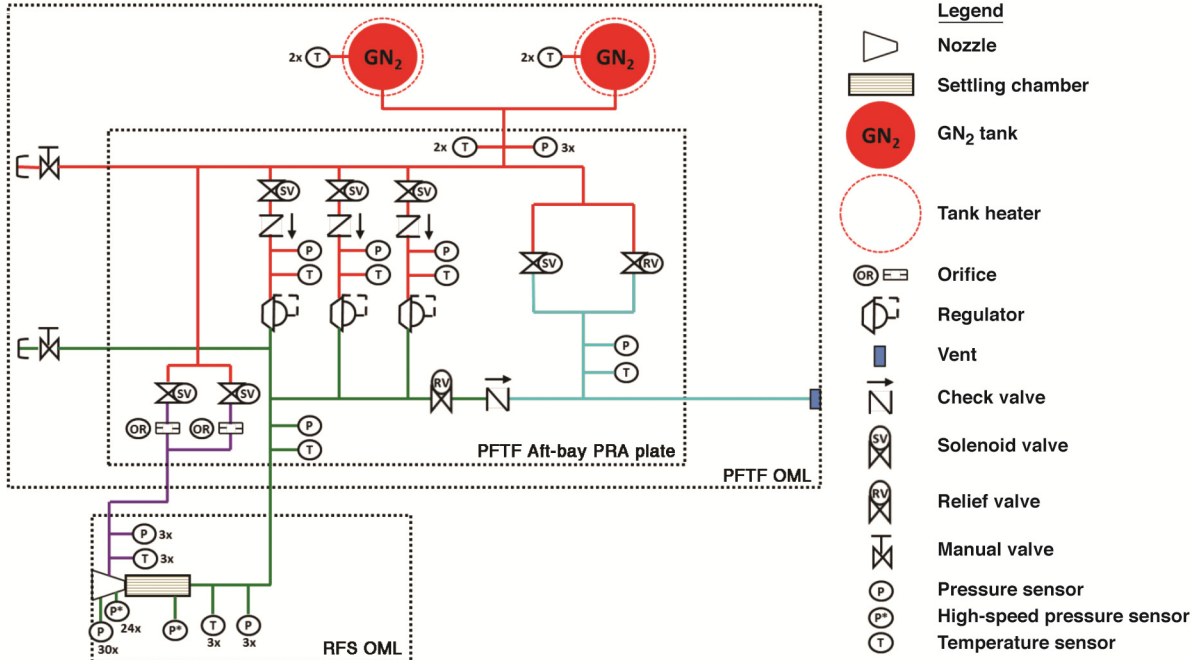 GN2
GN2
2x
T
2x
T
2x
T
P
3x
SV
SV
SV
P
P
P
T
T
T
SV
RV
P
T
SV
SV
RV
OR
OR
P
T
PFTF Aft-bay PRA plate
PFTF OML
P
3x
T
3x
P*
24x
P
30x
P*
T
3x
P
3x
RFS OML
Legend
Nozzle
Settling chamber
GN2
GN2 tank
Tank heater
OR
Orifice
Regulator
Vent
Check valve
SV
Solenoid valve
RV
Relief valve
Manual valve
P
Pressure sensor
P*
High-speed pressure sensor
T
Temperature sensor